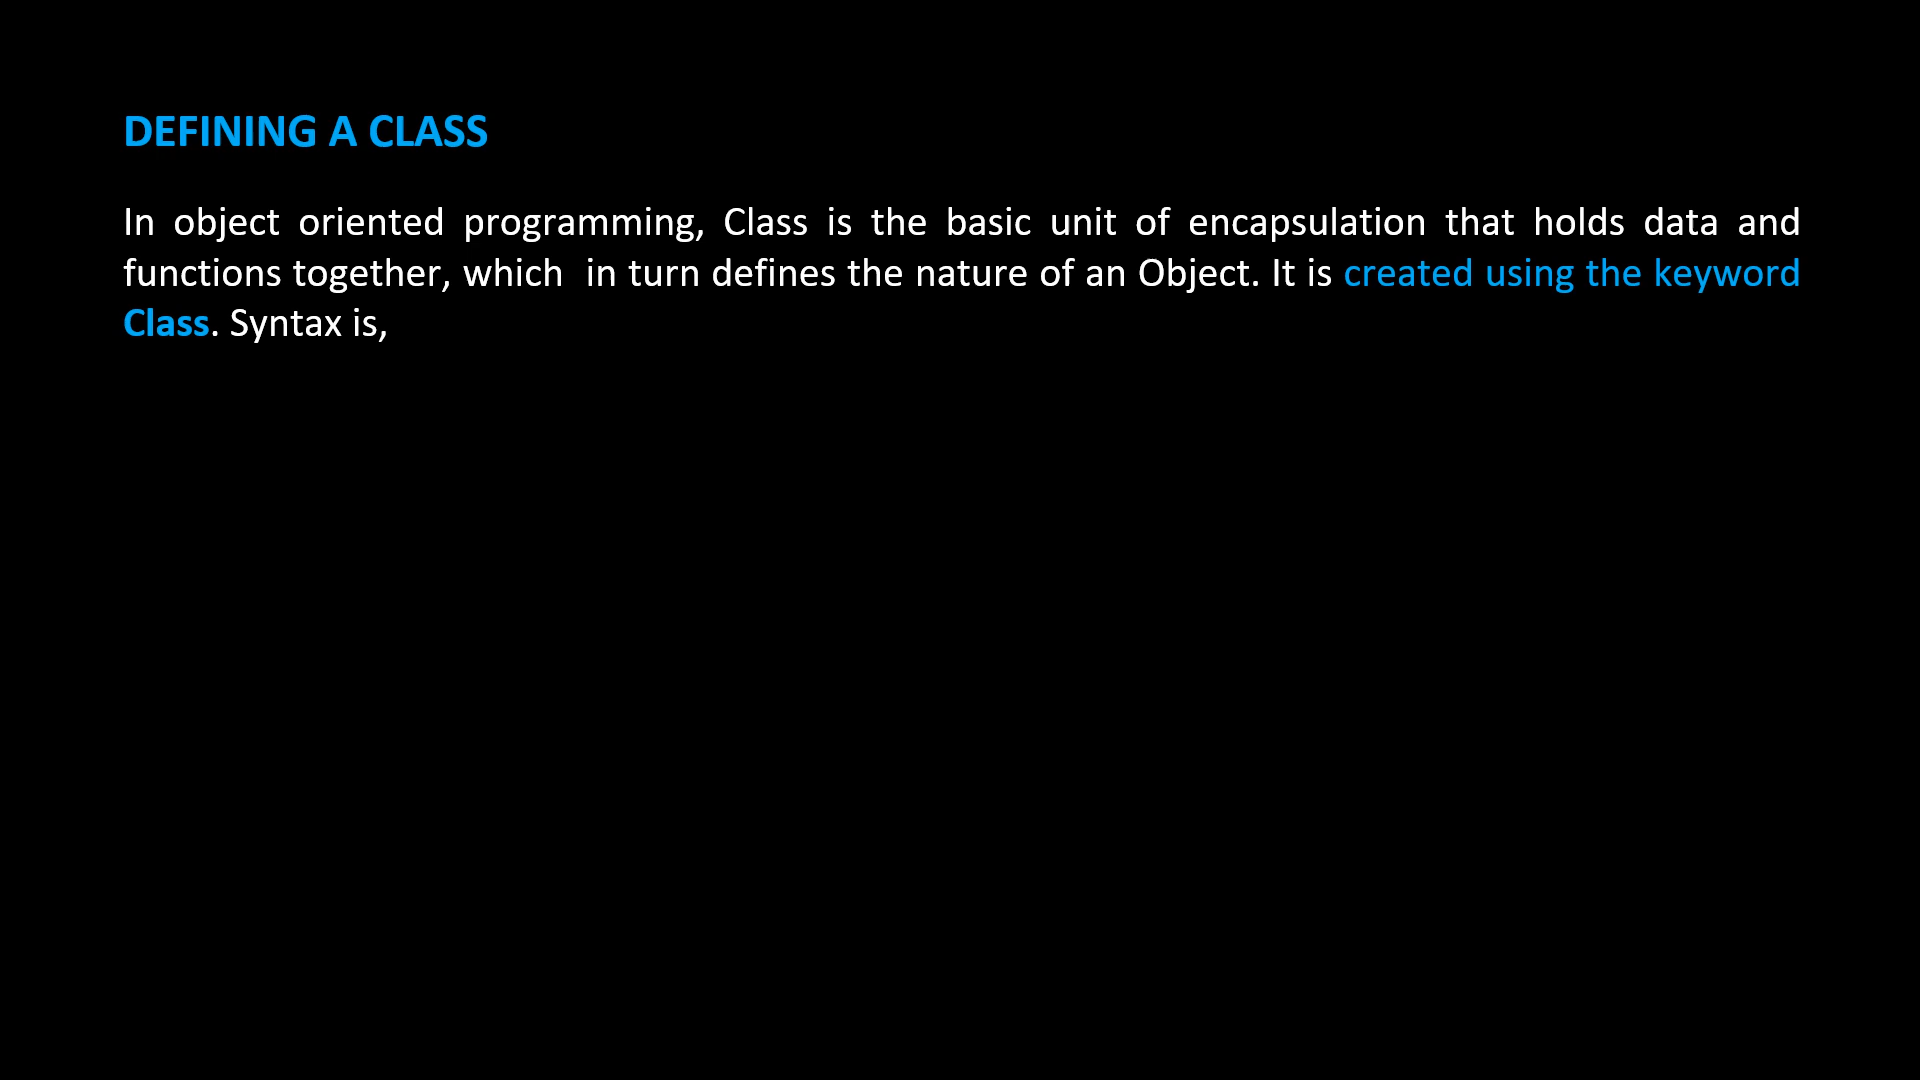 DEFINING A CLASS
In object oriented programming, Class is the basic unit of encapsulation that holds data and
functions together, which  in turn defines the nature of an Object. It is created using the keyword
Class. Syntax is,